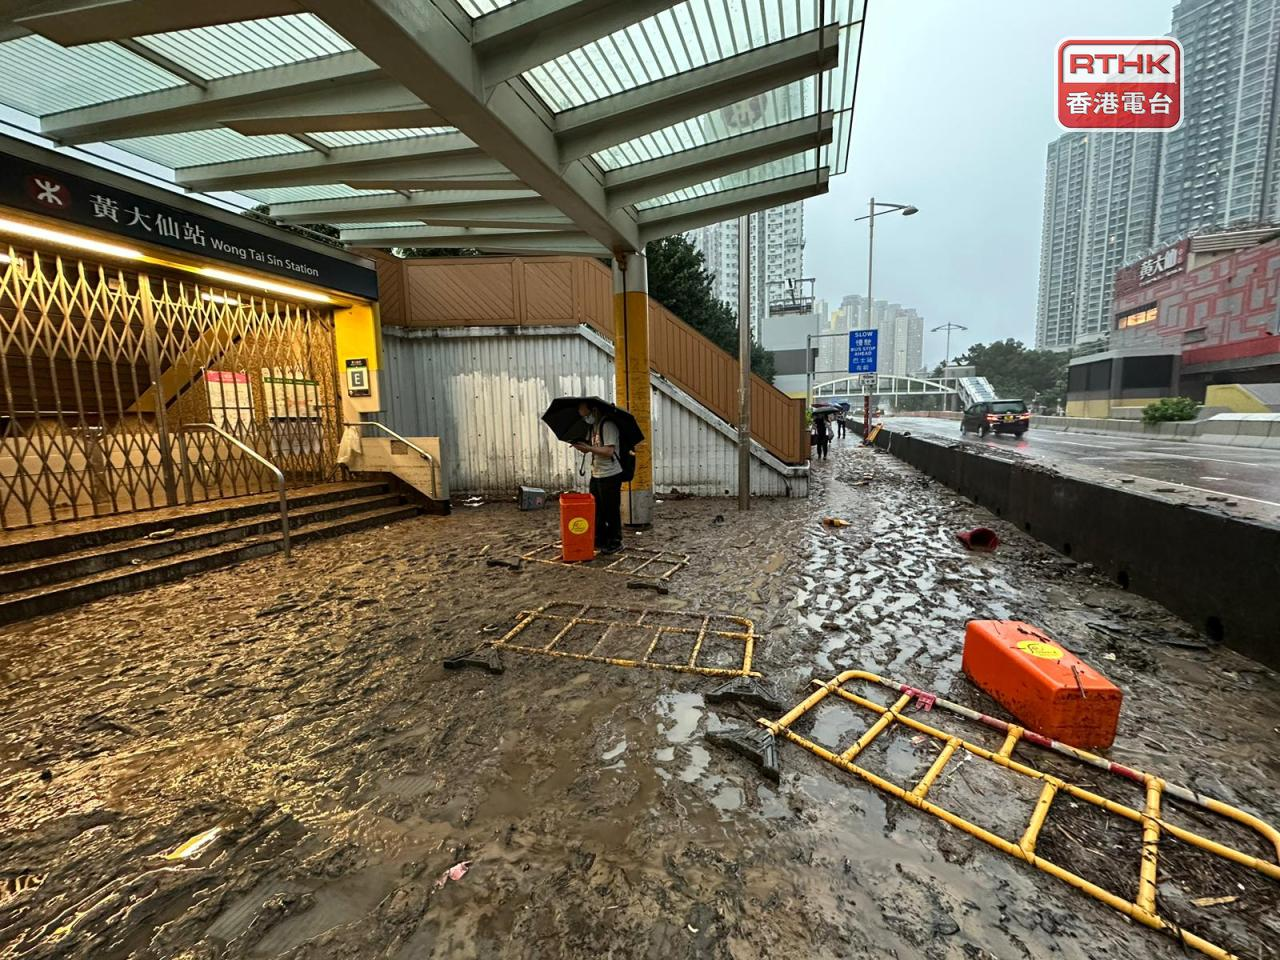 RTHK
香港電台
黃大仙站 Wong Tai Sin Station
E
SLOW
慢駛
BUS STOP
AHEAD
巴士站
在前
黃大仙